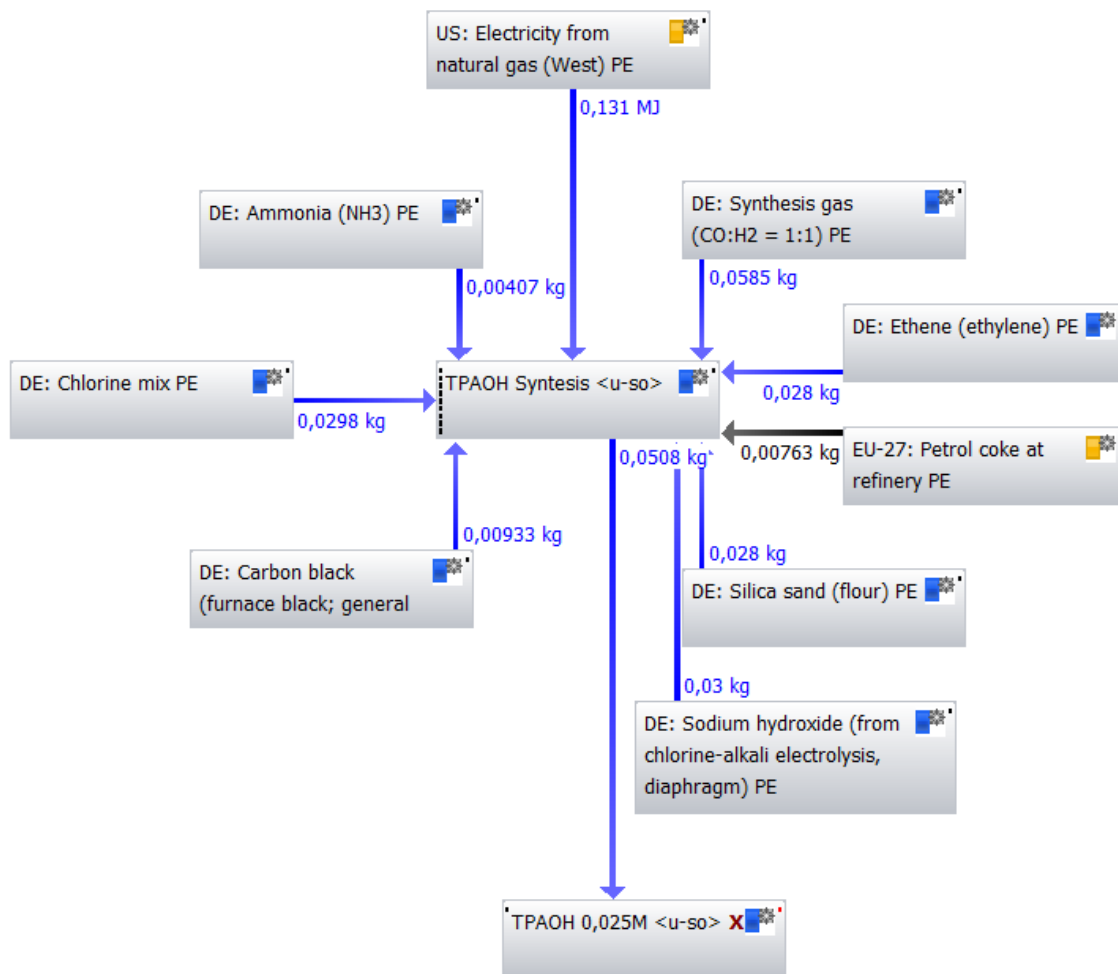 US: Electricity from
natural gas (West) PE
0,131 MJ
DE: Ammonia (NH3) PE
0,00407 kg
DE: Synthesis gas
(CO:H2 = 1:1) PE
0,0585 kg
DE: Ethene (ethylene) PE
0,028 kg
DE: Chlorine mix PE
0,0298 kg
TPAOH Syntesis <u-so>
EU-27: Petrol coke at
refinery PE
0,00763 kg
0,0508 kg
0,00933 kg
DE: Carbon black
(furnace black; general
0,028 kg
DE: Silica sand (flour) PE
0,03 kg
DE: Sodium hydroxide (from
chlorine-alkali electrolysis,
diaphragm) PE
TPAOH 0,025M <u-so> X